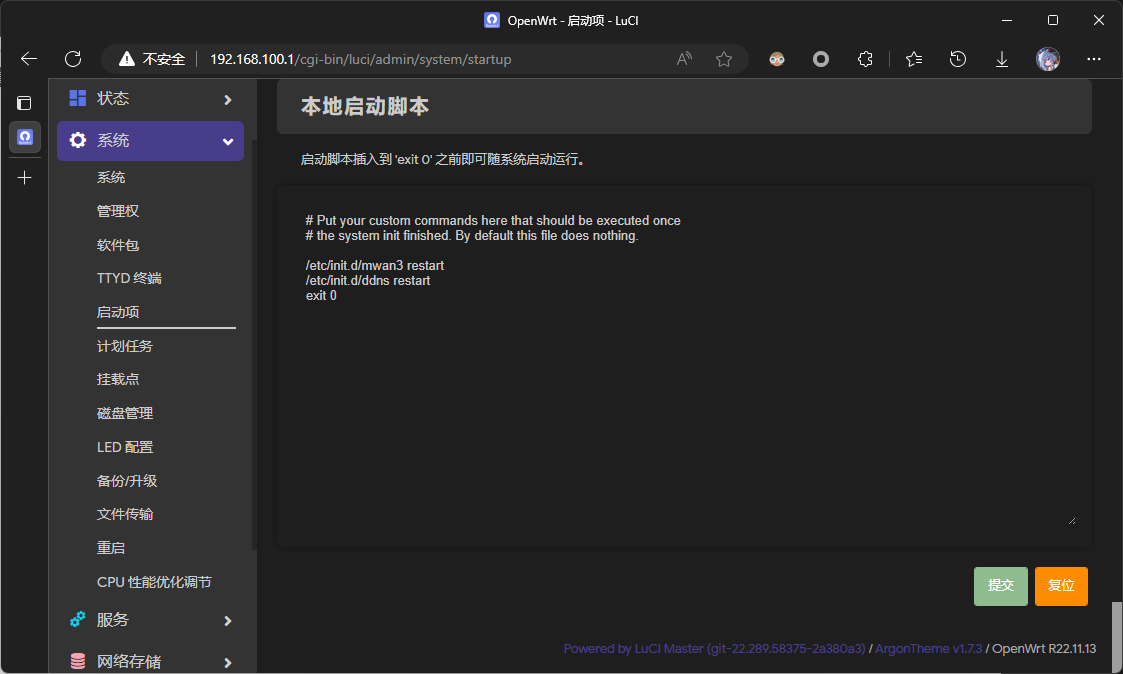 OpenWrt - 启动项 - LuCI
不安全 192.168.100.1/cgi-bin/luci/admin/system/startup
状态
系统
系统
管理权
软件包
TTYD 终端
启动项
计划任务
挂载点
磁盘管理
LED 配置
备份/升级
文件传输
重启
CPU 性能优化调节
服务
网络存储
本地启动脚本
启动脚本插入到 'exit 0' 之前即可随系统启动运行。
# Put your custom commands here that should be executed once
# the system init finished. By default this file does nothing.
/etc/init.d/mwan3 restart
/etc/init.d/ddns restart
exit 0
提交 复位
Powered by LuCI Master (git-22.289.58375-2a380a3) / ArgonTheme v1.7.3 / OpenWrt R22.11.13